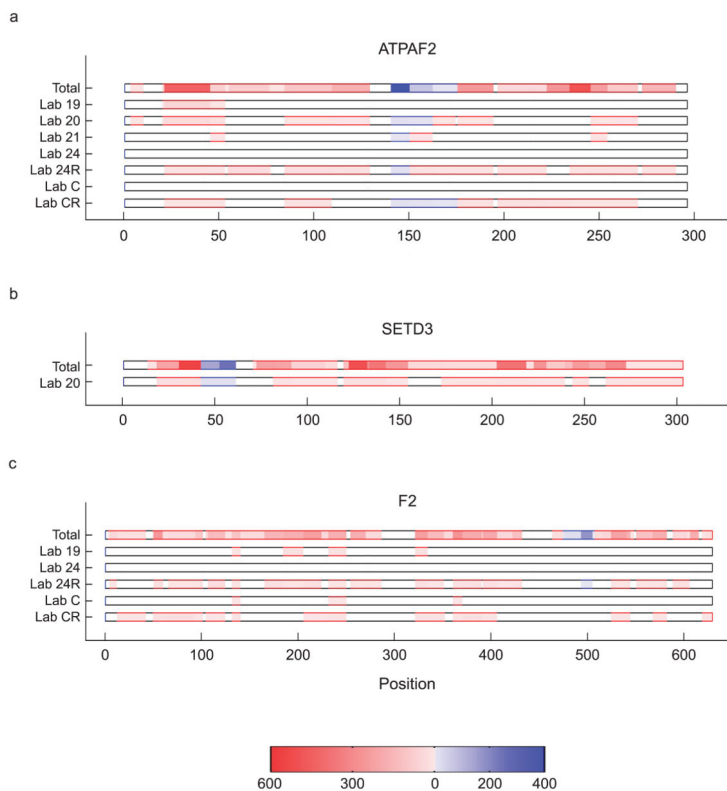 a
ATPAF2
Total
Lab 19
Lab 20
Lab 21
Lab 24
Lab 24R
Lab C
Lab CR
0 50 100 150 200 250 300
b
SETD3
Total
Lab 20
0 50 100 150 200 250 300
c
F2
Total
Lab 19
Lab 24
Lab 24R
Lab C
Lab CR
0 100 200 300 400 500 600
Position
600 300 0 200 400